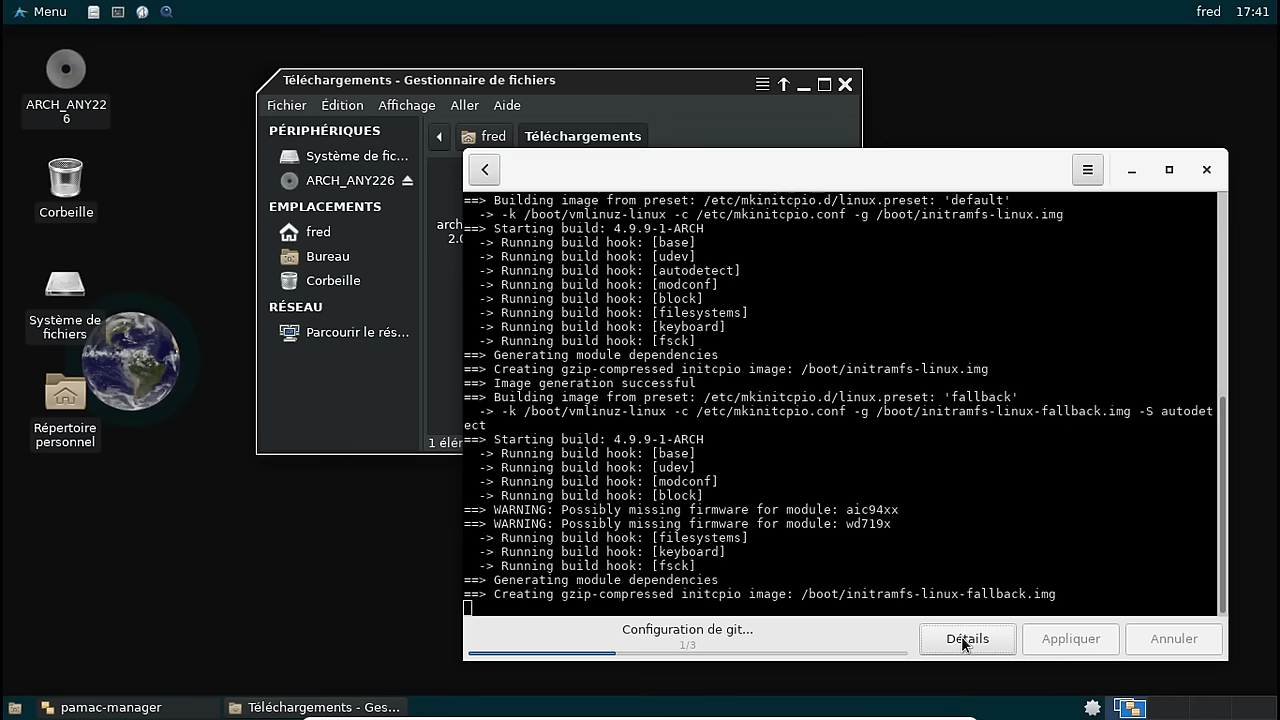 Menu
fred 17:41
ARCH_ANY22
6
Corbeille
Système de
fichiers
Répertoire
personnel
Téléchargements - Gestionnaire de fichiers
Fichier Édition Affichage Aller Aide
PÉRIPHÉRIQUES
Système de fic...
ARCH_ANY226
EMPLACEMENTS
fred
Bureau
Corbeille
RÉSEAU
Parcourir le rés...
fred Téléchargements
arch
2.0
1 élér
==> Building image from preset: /etc/mkinitcpio.d/linux.preset: 'default'
-> -k /boot/vmlinuz-linux -c /etc/mkinitcpio.conf -g /boot/initramfs-linux.img
==> Starting build: 4.9.9-1-ARCH
-> Running build hook: [base]
-> Running build hook: [udev]
-> Running build hook: [autodetect]
-> Running build hook: [modconf]
-> Running build hook: [block]
-> Running build hook: [filesystems]
-> Running build hook: [keyboard]
-> Running build hook: [fsck]
==> Generating module dependencies
==> Creating gzip-compressed initcpio image: /boot/initramfs-linux.img
==> Image generation successful
==> Building image from preset: /etc/mkinitcpio.d/linux.preset: 'fallback'
-> -k /boot/vmlinuz-linux -c /etc/mkinitcpio.conf -g /boot/initramfs-linux-fallback.img -S autodet
ect
==> Starting build: 4.9.9-1-ARCH
-> Running build hook: [base]
-> Running build hook: [udev]
-> Running build hook: [modconf]
-> Running build hook: [block]
==> WARNING: Possibly missing firmware for module: aic94xx
==> WARNING: Possibly missing firmware for module: wd719x
-> Running build hook: [filesystems]
-> Running build hook: [keyboard]
-> Running build hook: [fsck]
==> Generating module dependencies
==> Creating gzip-compressed initcpio image: /boot/initramfs-linux-fallback.img
Configuration de git...
1/3
Détails Appliquer Annuler
pamac-manager Téléchargements - Ges...